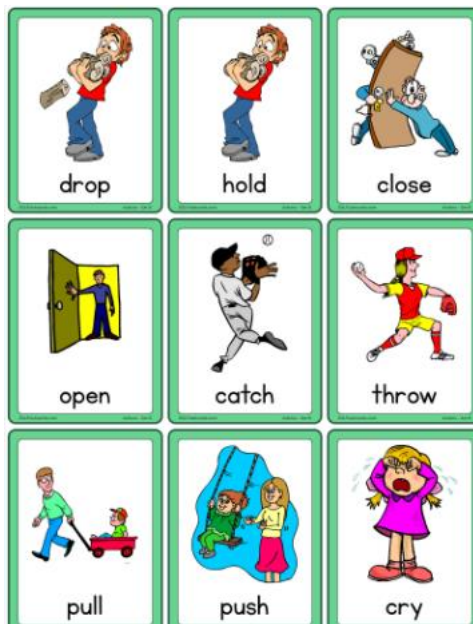 drop
hold
close
open
catch
throw
pull
push
cry